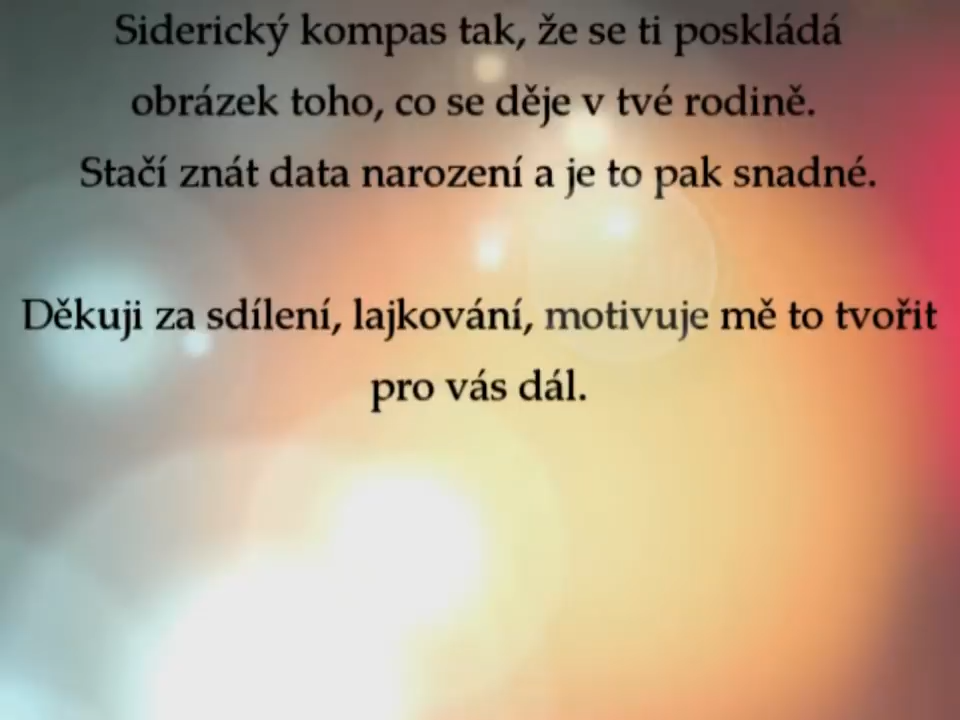 Siderický kompas tak, že se ti poskládá
obrázek toho, co se děje v tvé rodině.
Stačí znát data narození a je to pak snadné.
Děkuji za sdílení, lajkování, motivuje mě to tvořit
pro vás dál.